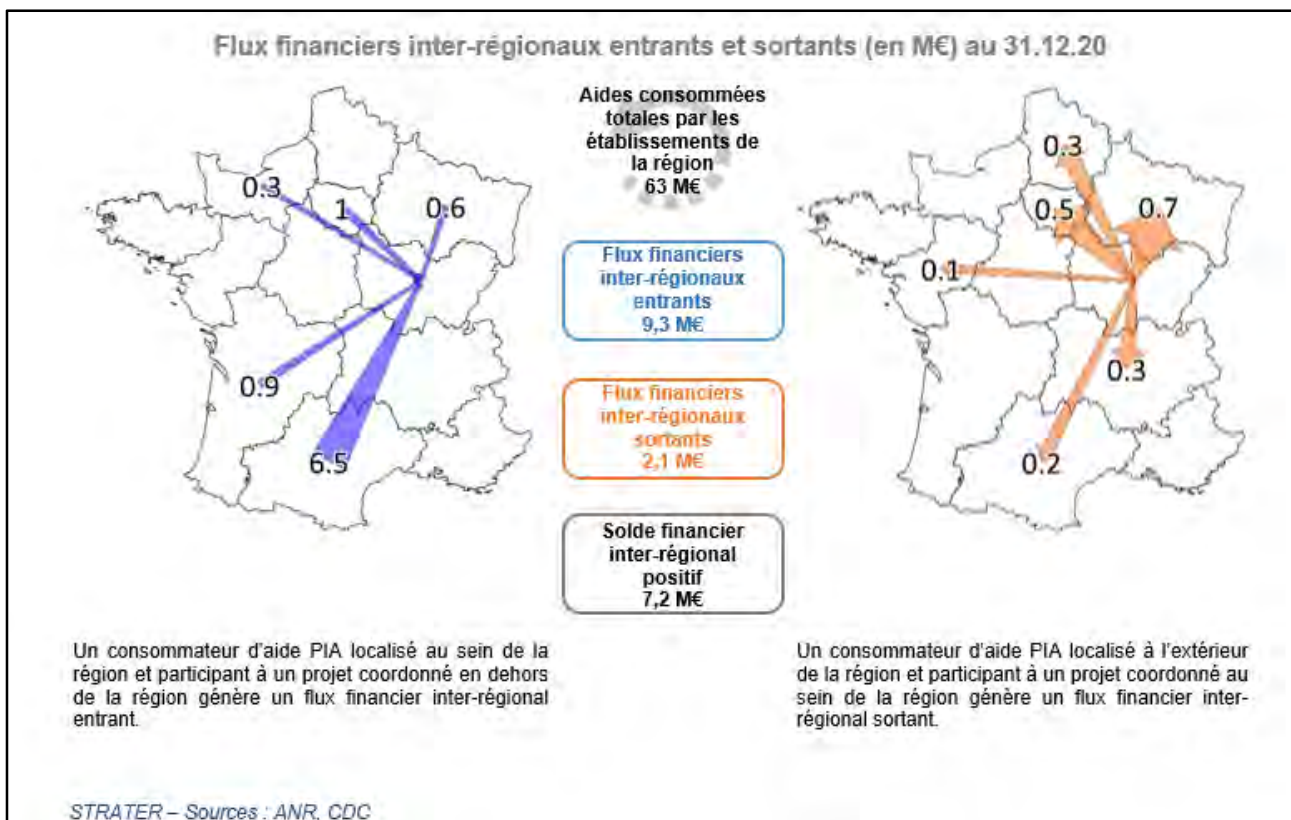 Flux financiers inter-régionaux entrants et sortants (en M€) au 31.12.20
0.3
1
0.6
0.9
6.5
Aides consommées
totales par les
établissements de
la région
63 M€
Flux financiers
inter-régionaux
entrants
9,3 M€
Flux financiers
inter-régionaux
sortants
2,1 M€
Solde financier
inter-régional
positif
7,2 M€
0.3
0.5
0.7
0.1
0.3
0.2
Un consommateur d'aide PIA localisé au sein de la
région et participant à un projet coordonné en dehors
de la région génère un flux financier inter-régional
entrant.
Un consommateur d'aide PIA localisé à l'extérieur
de la région et participant à un projet coordonné au
sein de la région génère un flux financier inter-
régional sortant.
STRATER – Sources : ANR, CDC